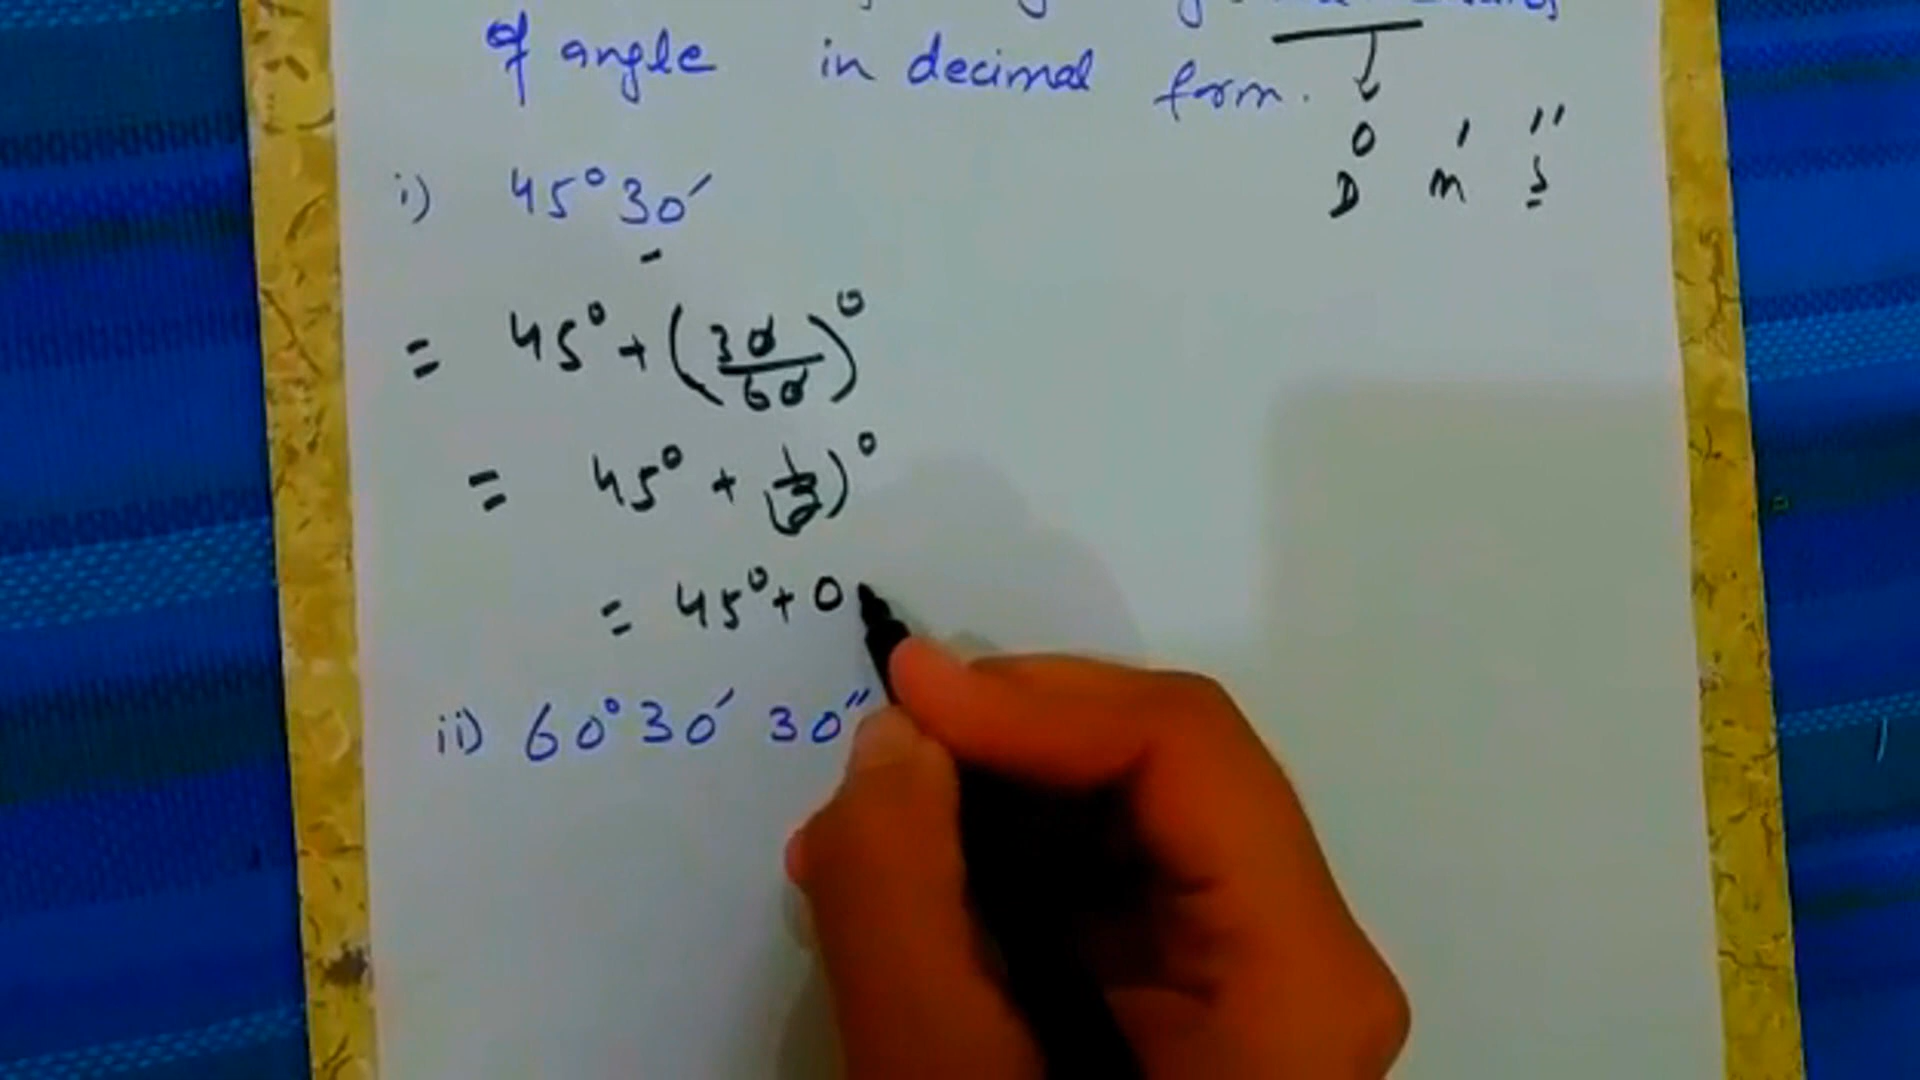 of angle in decimal form.
° ′ ″
D m s
i) 45° 30′
= 45° + (30/60)°
= 45° + (1/2)°
= 45° + 0
ii) 60° 30′ 30″